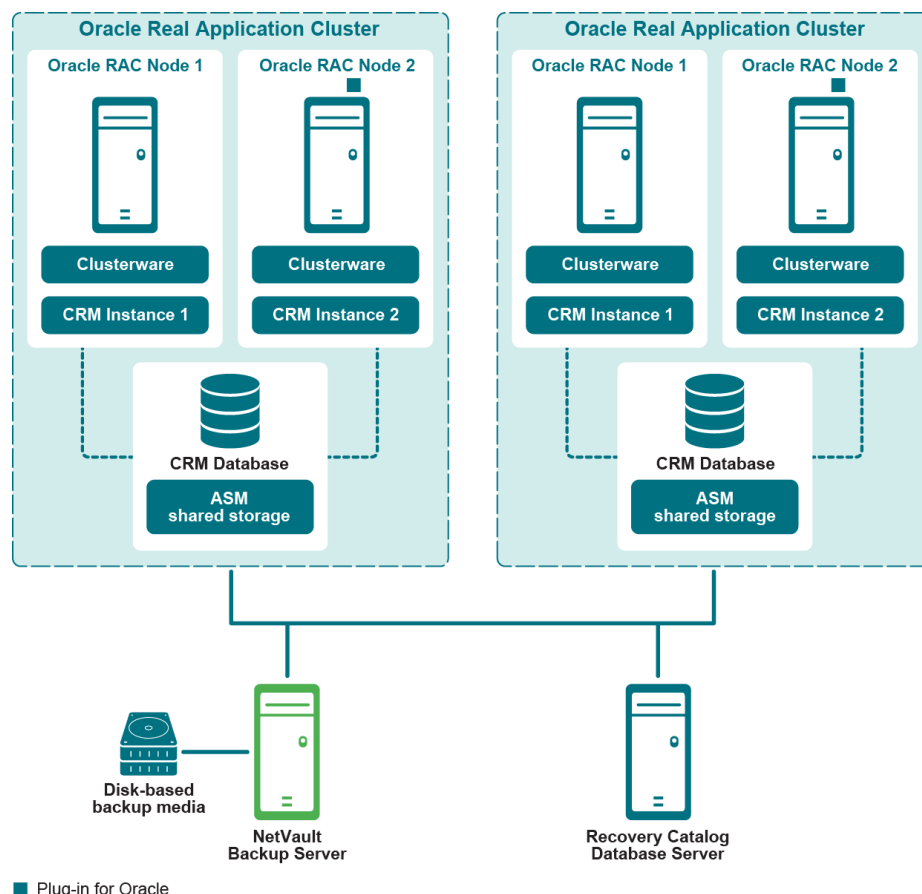 Oracle Real Application Cluster
Oracle RAC Node 1
Oracle RAC Node 2
Clusterware
Clusterware
CRM Instance 1
CRM Instance 2
CRM Database
ASM
shared storage
Oracle Real Application Cluster
Oracle RAC Node 1
Oracle RAC Node 2
Clusterware
Clusterware
CRM Instance 1
CRM Instance 2
CRM Database
ASM
shared storage
Disk-based
backup media
NetVault
Backup Server
Recovery Catalog
Database Server
Plug-in for Oracle